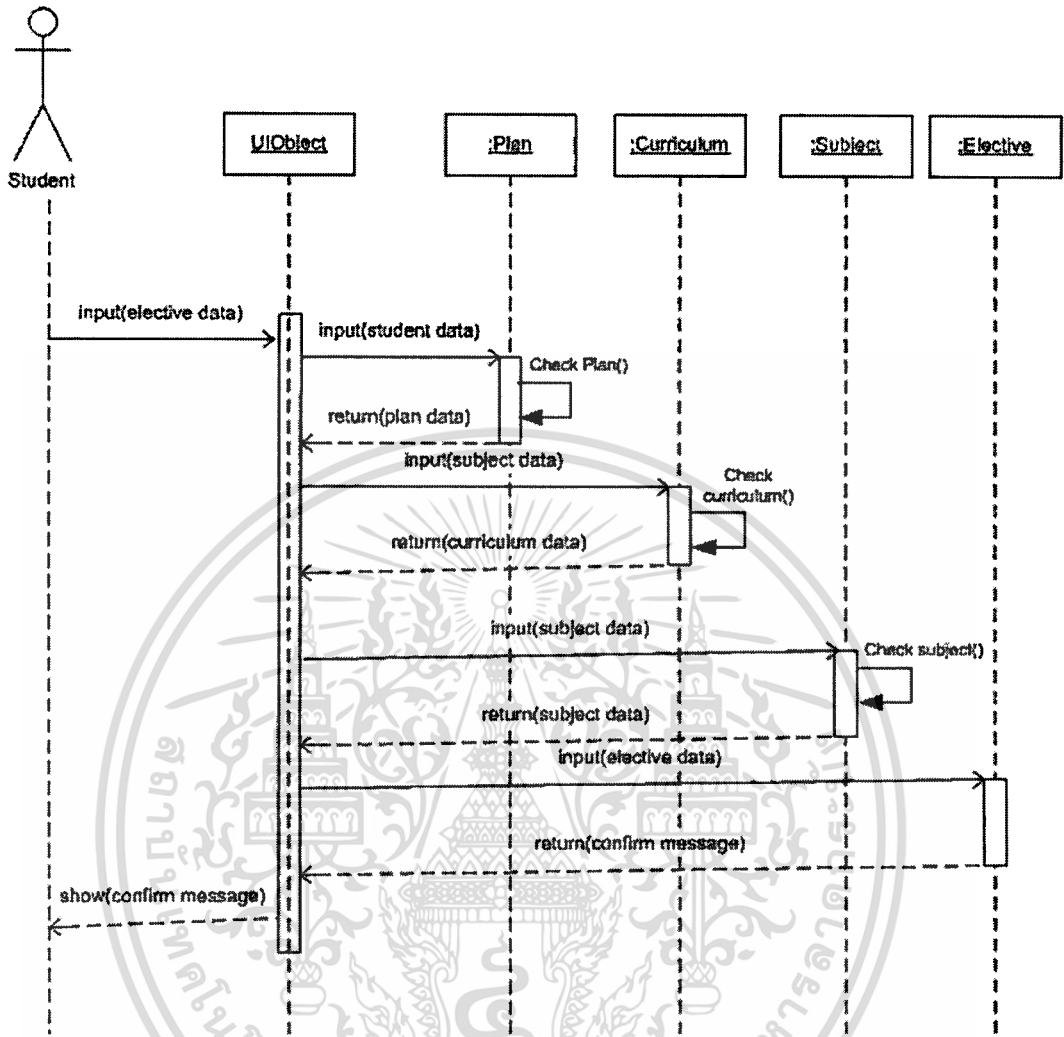 Student
UIObject
:Plan
:Curriculum
:Subject
:Elective
input(elective data)
input(student data)
Check Plan()
return(plan data)
input(subject data)
Check
curriculum()
return(curriculum data)
input(subject data)
Check subject()
return(subject data)
input(elective data)
return(confirm message)
show(confirm message)